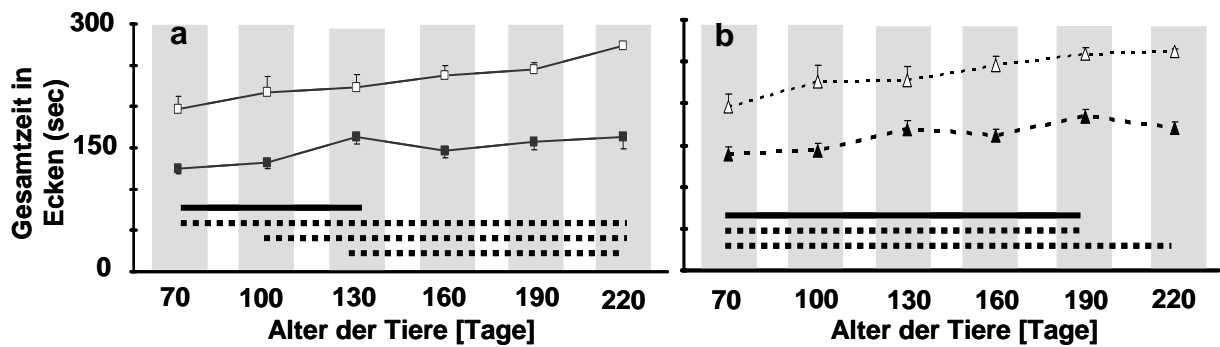 Gesamtzeit in
Ecken (sec)
300
150
0
a
70 100 130 160 190 220
Alter der Tiere [Tage]
b
70 100 130 160 190 220
Alter der Tiere [Tage]